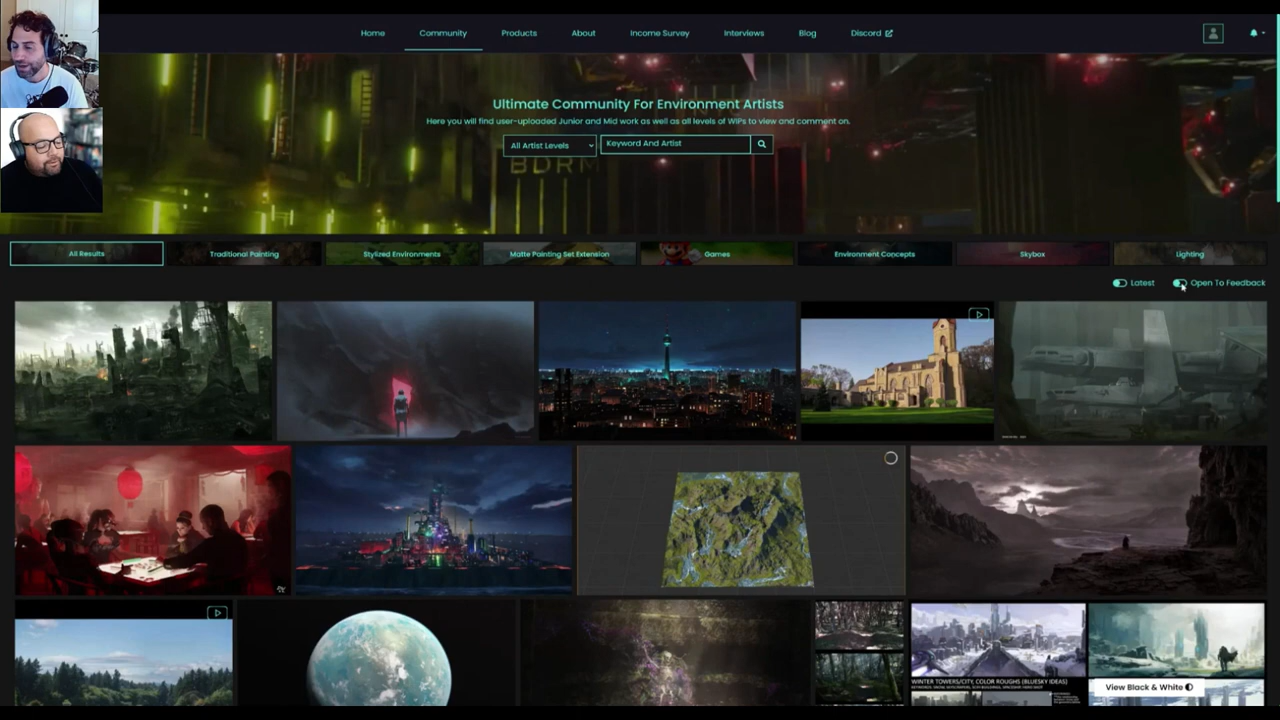 Home Community Products About Income Survey Interviews Blog Discord
Ultimate Community For Environment Artists
Here you will find user-uploaded Junior and Mid work as well as all levels of WIPs to view and comment on.
All Artist Levels Keyword And Artist
BDRM
All Results Traditional Painting Stylized Environments Matte Painting Set Extension Games Environment Concepts Skybox Lighting
Latest Open To Feedback
WINTER TOWERS/CITY, COLOR ROUGHS (BLUESKY IDEAS)
View Black & White